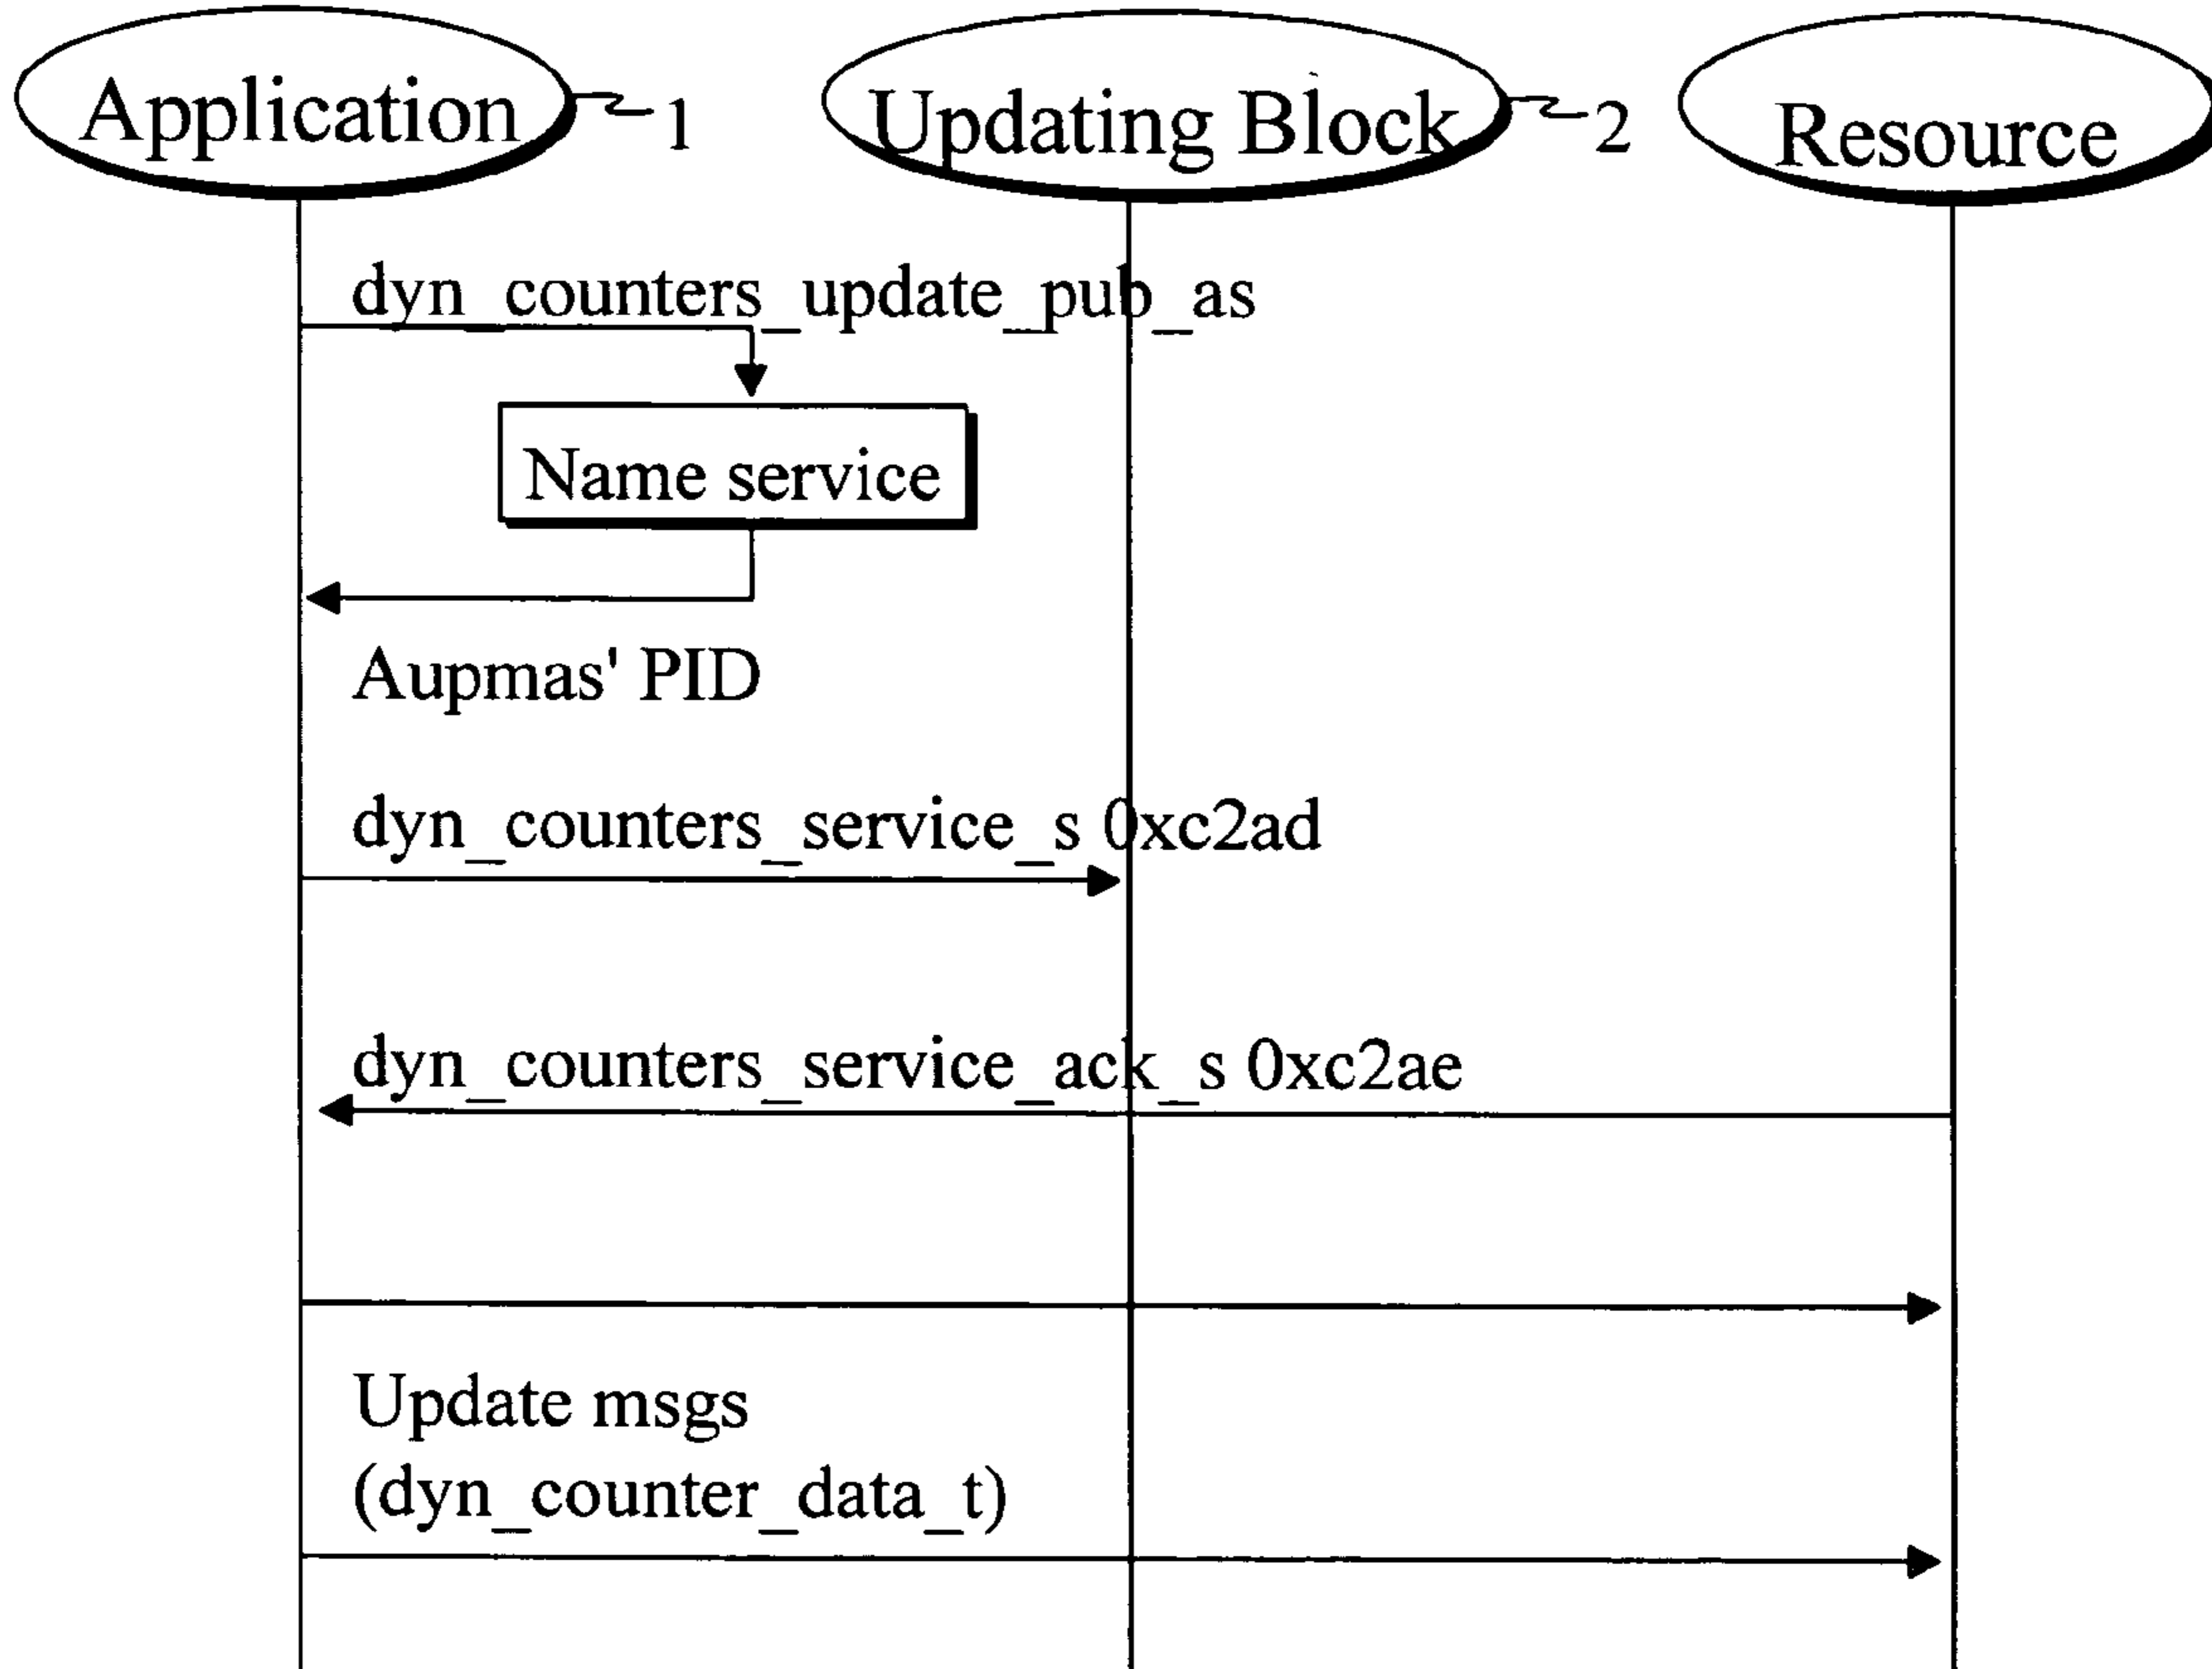 Application
1
Updating Block
2
Resource
dyn_counters_update_pub_as
Name service
Aupmas' PID
dyn_counters_service_s 0xc2ad
dyn_counters_service_ack_s 0xc2ae
Update msgs
(dyn_counter_data_t)